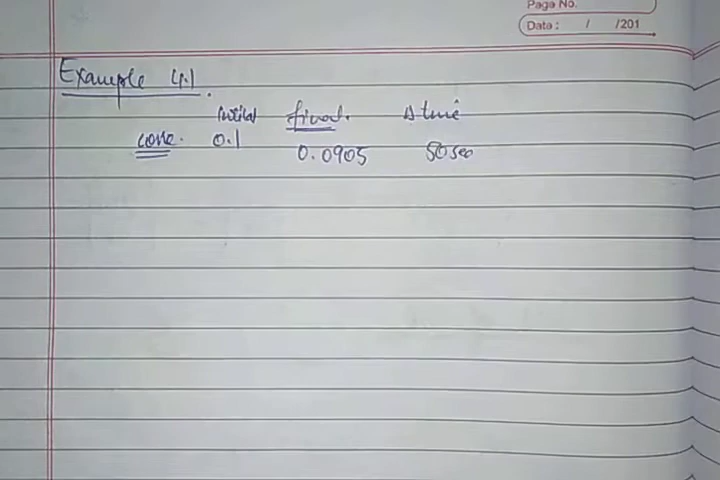 Page No.
Date: / /201
Example 4.1
Initial final. Δ time
conc. 0.1 0.0905 50 sec